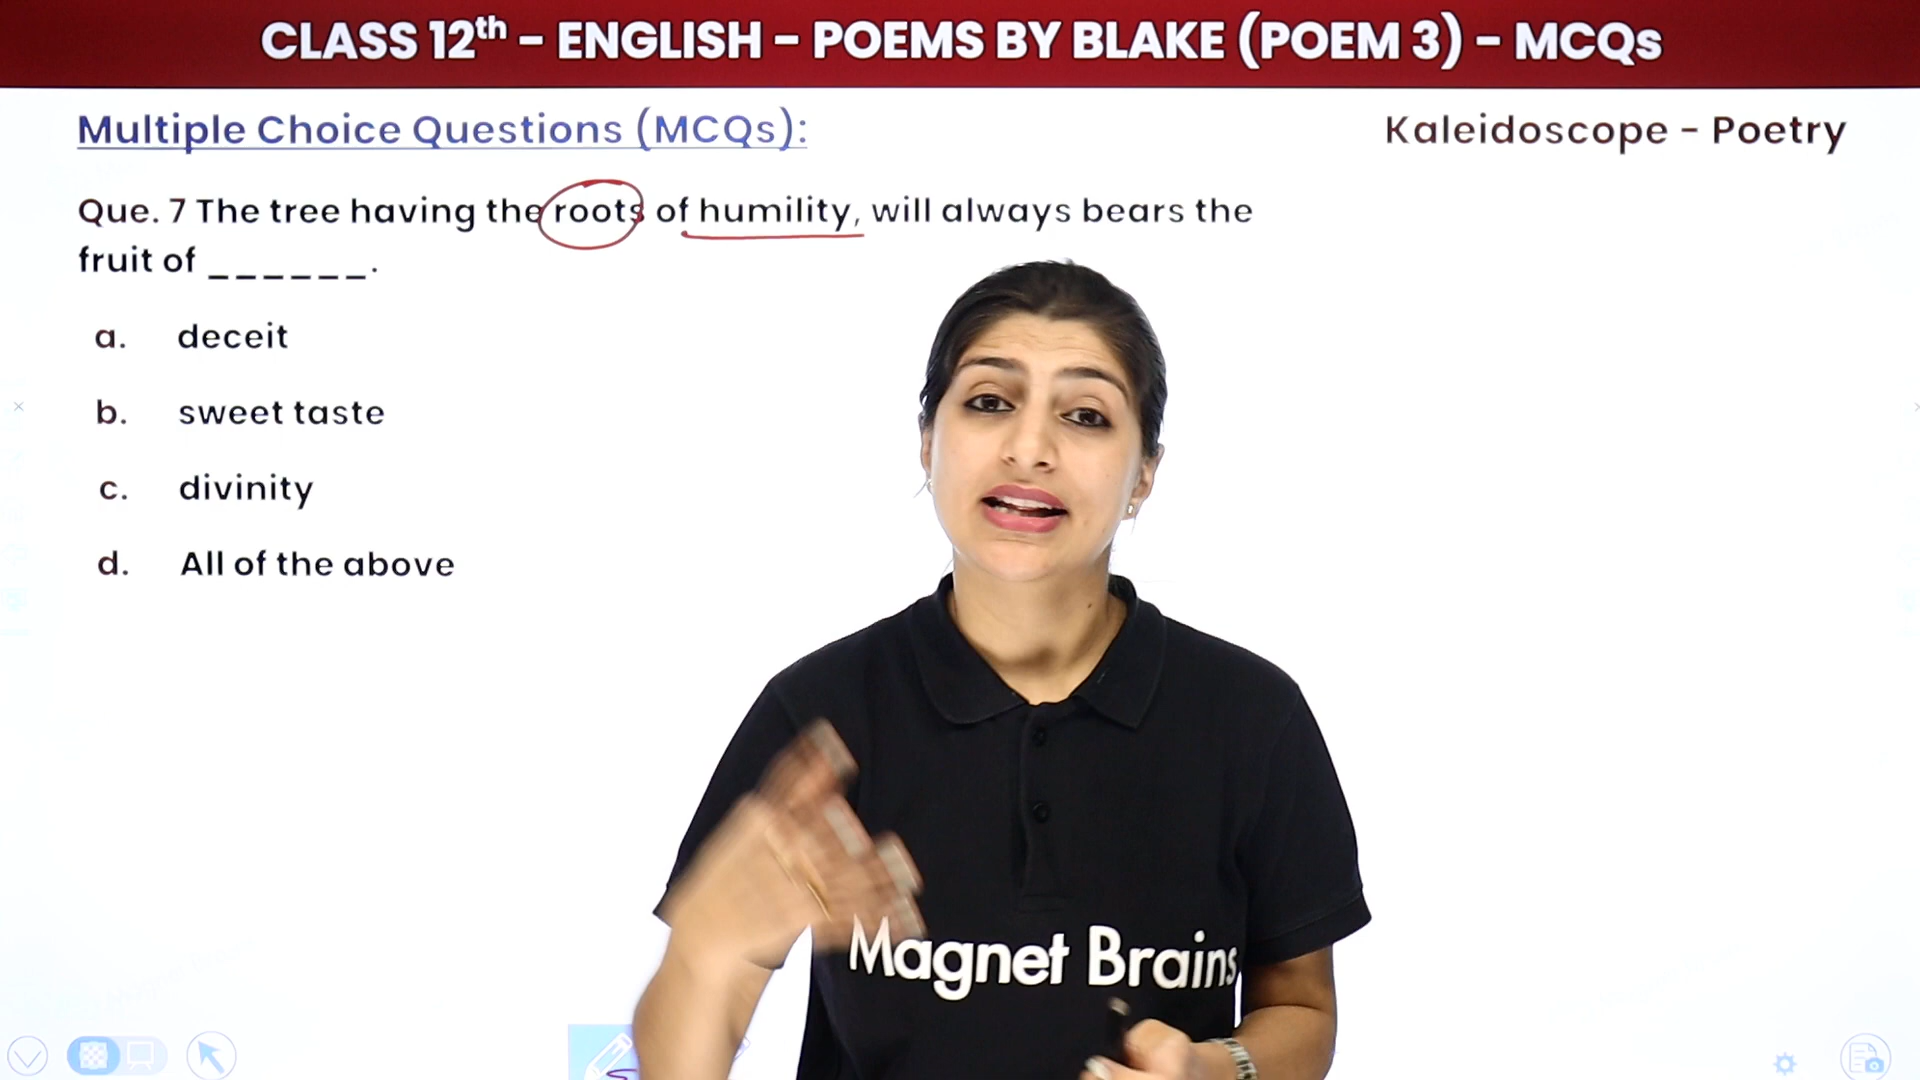 CLASS 12th – ENGLISH – POEMS BY BLAKE (POEM 3) – MCQs
Multiple Choice Questions (MCQs):
Kaleidoscope - Poetry
Que. 7 The tree having the roots of humility, will always bears the
fruit of ______.
a. deceit
b. sweet taste
c. divinity
d. All of the above
Magnet Brains